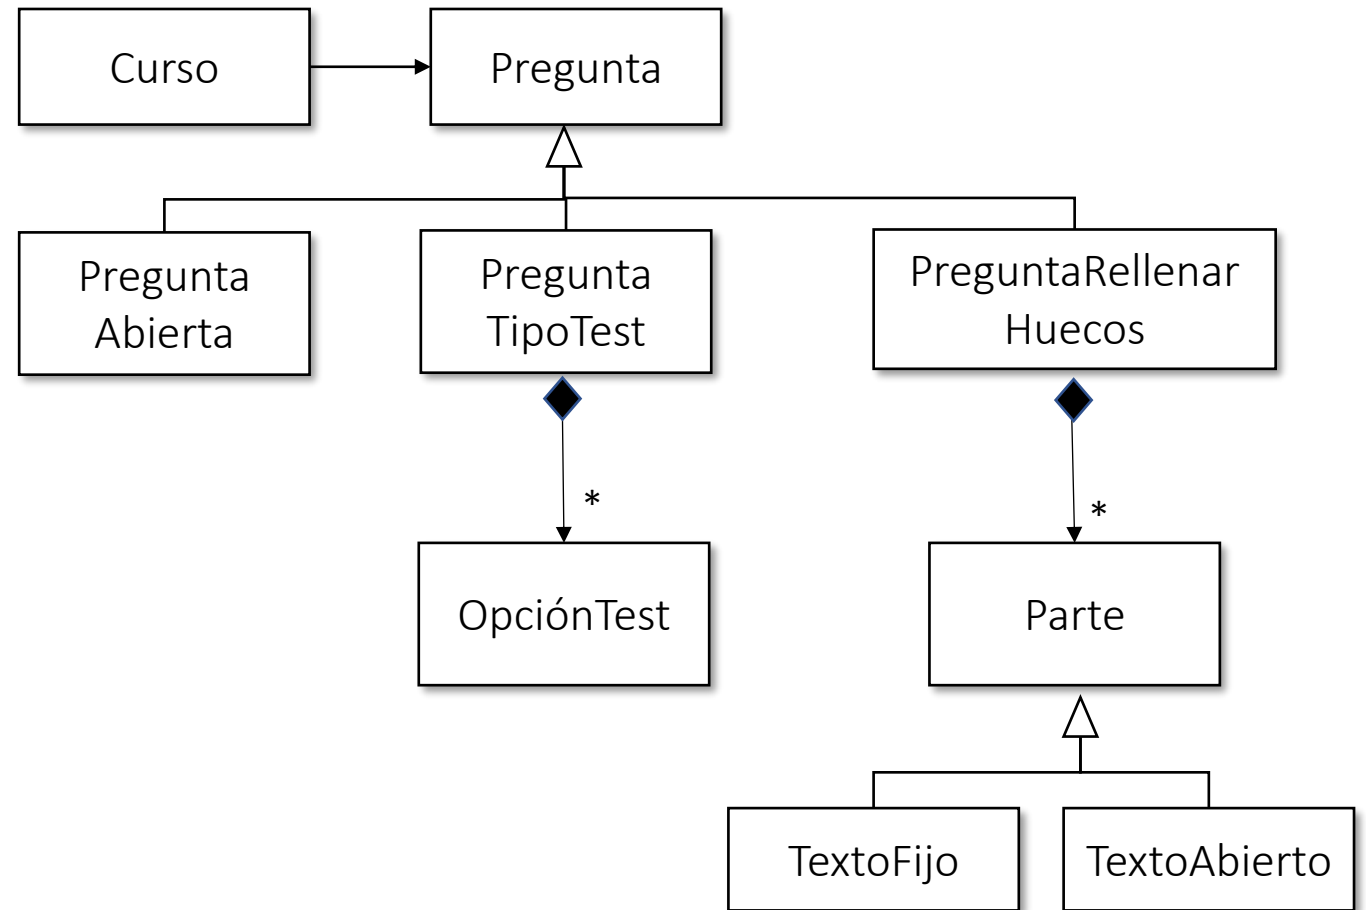 Curso
Pregunta
Pregunta
Abierta
Pregunta
TipoTest
PreguntaRellenar
Huecos
*
*
OpciónTest
Parte
TextoFijo
TextoAbierto